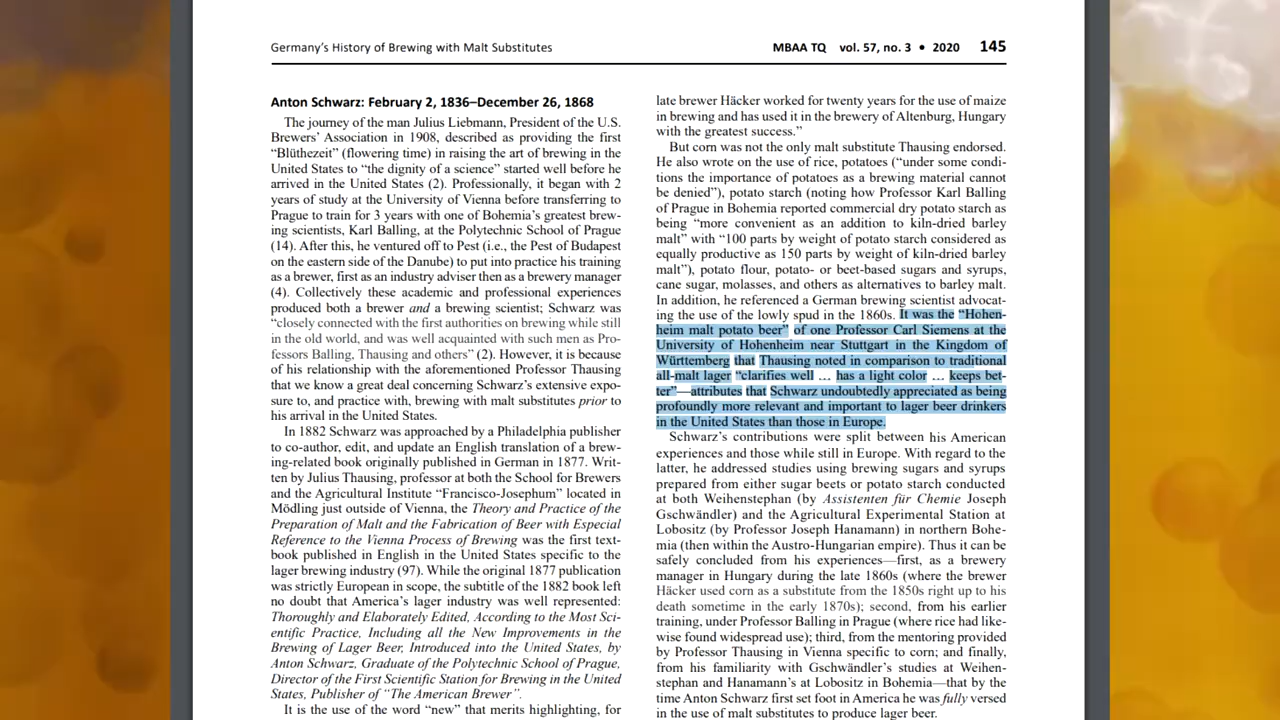 Germany’s History of Brewing with Malt Substitutes
MBAA TQ vol. 57, no. 3 • 2020 145
Anton Schwarz: February 2, 1836–December 26, 1868
The journey of the man Julius Liebmann, President of the U.S.
Brewers’ Association in 1908, described as providing the first
“Blüthezeit” (flowering time) in raising the art of brewing in the
United States to “the dignity of a science” started well before he
arrived in the United States (2). Professionally, it began with 2
years of study at the University of Vienna before transferring to
Prague to train for 3 years with one of Bohemia’s greatest brew-
ing scientists, Karl Balling, at the Polytechnic School of Prague
(14). After this, he ventured off to Pest (i.e., the Pest of Budapest
on the eastern side of the Danube) to put into practice his training
as a brewer, first as an industry adviser then as a brewery manager
(4). Collectively these academic and professional experiences
produced both a brewer and a brewing scientist; Schwarz was
“closely connected with the first authorities on brewing while still
in the old world, and was well acquainted with such men as Pro-
fessors Balling, Thausing and others” (2). However, it is because
of his relationship with the aforementioned Professor Thausing
that we know a great deal concerning Schwarz’s extensive expo-
sure to, and practice with, brewing with malt substitutes prior to
his arrival in the United States.
In 1882 Schwarz was approached by a Philadelphia publisher
to co-author, edit, and update an English translation of a brew-
ing-related book originally published in German in 1877. Writ-
ten by Julius Thausing, professor at both the School for Brewers
and the Agricultural Institute “Francisco-Josephum” located in
Mödling just outside of Vienna, the Theory and Practice of the
Preparation of Malt and the Fabrication of Beer with Especial
Reference to the Vienna Process of Brewing was the first text-
book published in English in the United States specific to the
lager brewing industry (97). While the original 1877 publication
was strictly European in scope, the subtitle of the 1882 book left
no doubt that America’s lager industry was well represented:
Thoroughly and Elaborately Edited, According to the Most Sci-
entific Practice, Including all the New Improvements in the
Brewing of Lager Beer, Introduced into the United States, by
Anton Schwarz, Graduate of the Polytechnic School of Prague,
Director of the First Scientific Station for Brewing in the United
States, Publisher of “The American Brewer”.
It is the use of the word “new” that merits highlighting, for
late brewer Häcker worked for twenty years for the use of maize
in brewing and has used it in the brewery of Altenburg, Hungary
with the greatest success.”
But corn was not the only malt substitute Thausing endorsed.
He also wrote on the use of rice, potatoes (“under some condi-
tions the importance of potatoes as a brewing material cannot
be denied”), potato starch (noting how Professor Karl Balling
of Prague in Bohemia reported commercial dry potato starch as
being “more convenient as an addition to kiln-dried barley
malt” with “100 parts by weight of potato starch considered as
equally productive as 150 parts by weight of kiln-dried barley
malt”), potato flour, potato- or beet-based sugars and syrups,
cane sugar, molasses, and others as alternatives to barley malt.
In addition, he referenced a German brewing scientist advocat-
ing the use of the lowly spud in the 1860s. It was the “Hohen-
heim malt potato beer” of one Professor Carl Siemens at the
University of Hohenheim near Stuttgart in the Kingdom of
Württemberg that Thausing noted in comparison to traditional
all-malt lager “clarifies well … has a light color … keeps bet-
ter”—attributes that Schwarz undoubtedly appreciated as being
profoundly more relevant and important to lager beer drinkers
in the United States than those in Europe.
Schwarz’s contributions were split between his American
experiences and those while still in Europe. With regard to the
latter, he addressed studies using brewing sugars and syrups
prepared from either sugar beets or potato starch conducted
at both Weihenstephan (by Assistenten für Chemie Joseph
Gschwändler) and the Agricultural Experimental Station at
Lobositz (by Professor Joseph Hanamann) in northern Bohe-
mia (then within the Austro-Hungarian empire). Thus it can be
safely concluded from his experiences—first, as a brewery
manager in Hungary during the late 1860s (where the brewer
Häcker used corn as a substitute from the 1850s right up to his
death sometime in the early 1870s); second, from his earlier
training, under Professor Balling in Prague (where rice had like-
wise found widespread use); third, from the mentoring provided
by Professor Thausing in Vienna specific to corn; and finally,
from his familiarity with Gschwändler’s studies at Weihen-
stephan and Hanamann’s at Lobositz in Bohemia—that by the
time Anton Schwarz first set foot in America he was fully versed
in the use of malt substitutes to produce lager beer.